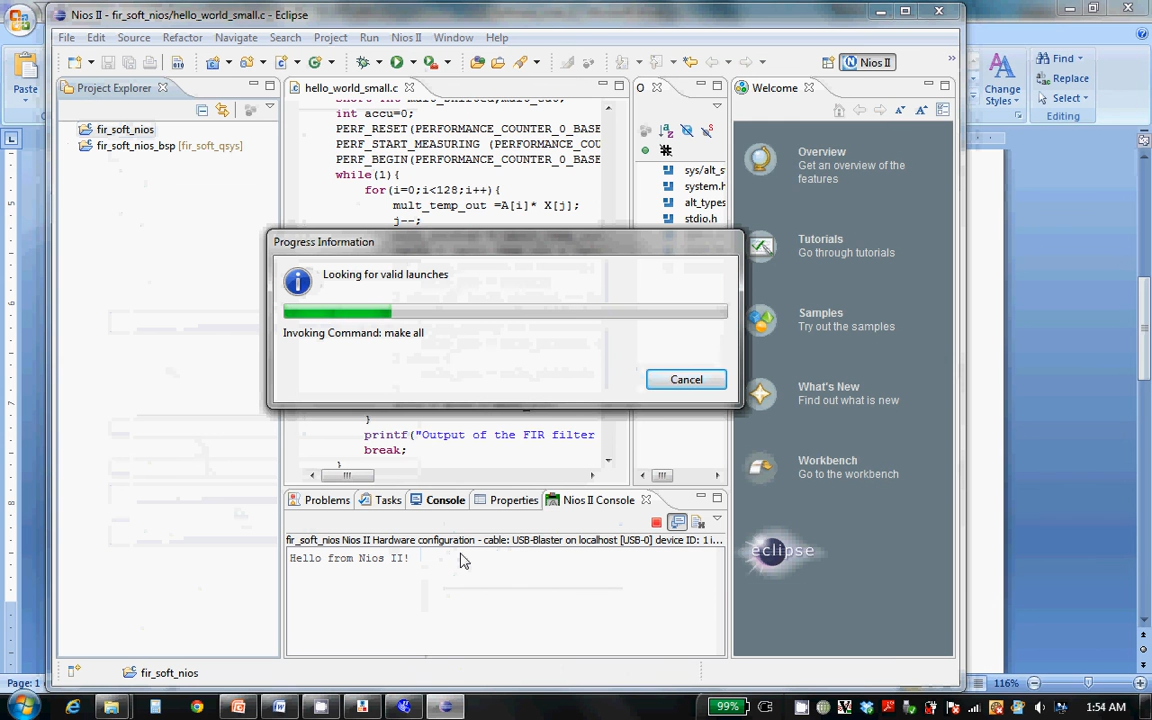 Nios II - fir_soft_nios/hello_world_small.c - Eclipse
File Edit Source Refactor Navigate Search Project Run Nios II Window Help
Nios II
Paste
Change Styles
Find
Replace
Select
Editing
Project Explorer
fir_soft_nios
fir_soft_nios_bsp [fir_soft_qsys]
hello_world_small.c
int accu=0;
PERF_RESET(PERFORMANCE_COUNTER_0_BASE
PERF_START_MEASURING (PERFORMANCE_COU
PERF_BEGIN(PERFORMANCE_COUNTER_0_BASE
while(1){
for(i=0;i<128;i++){
mult_temp_out =A[i]* X[j];
j--;
}
printf("Output of the FIR filter
break;
}
O
sys/alt_s
system.h
alt_types
stdio.h
Welcome
Overview
Get an overview of the features
Tutorials
Go through tutorials
Samples
Try out the samples
What's New
Find out what is new
Workbench
Go to the workbench
eclipse
Progress Information
Looking for valid launches
Invoking Command: make all
Cancel
Problems Tasks Console Properties Nios II Console
fir_soft_nios Nios II Hardware configuration - cable: USB-Blaster on localhost [USB-0] device ID: 1 i...
Hello from Nios II!
fir_soft_nios
Page: 1
116%
99%
1:54 AM